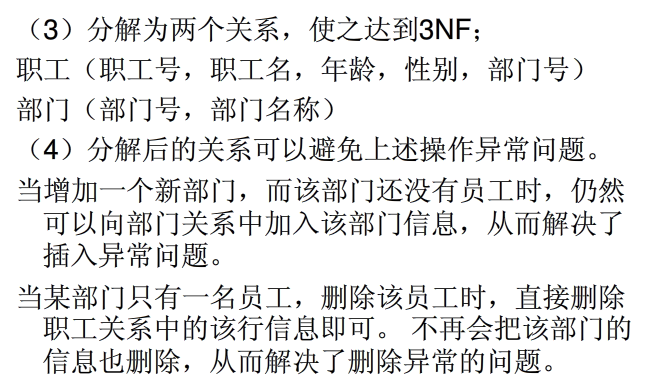 （3）分解为两个关系，使之达到3NF；
职工（职工号，职工名，年龄，性别，部门号）
部门（部门号，部门名称）
（4）分解后的关系可以避免上述操作异常问题。
当增加一个新部门，而该部门还没有员工时，仍然
可以向部门关系中加入该部门信息，从而解决了
插入异常问题。
当某部门只有一名员工，删除该员工时，直接删除
职工关系中的该行信息即可。 不再会把该部门的
信息也删除，从而解决了删除异常的问题。